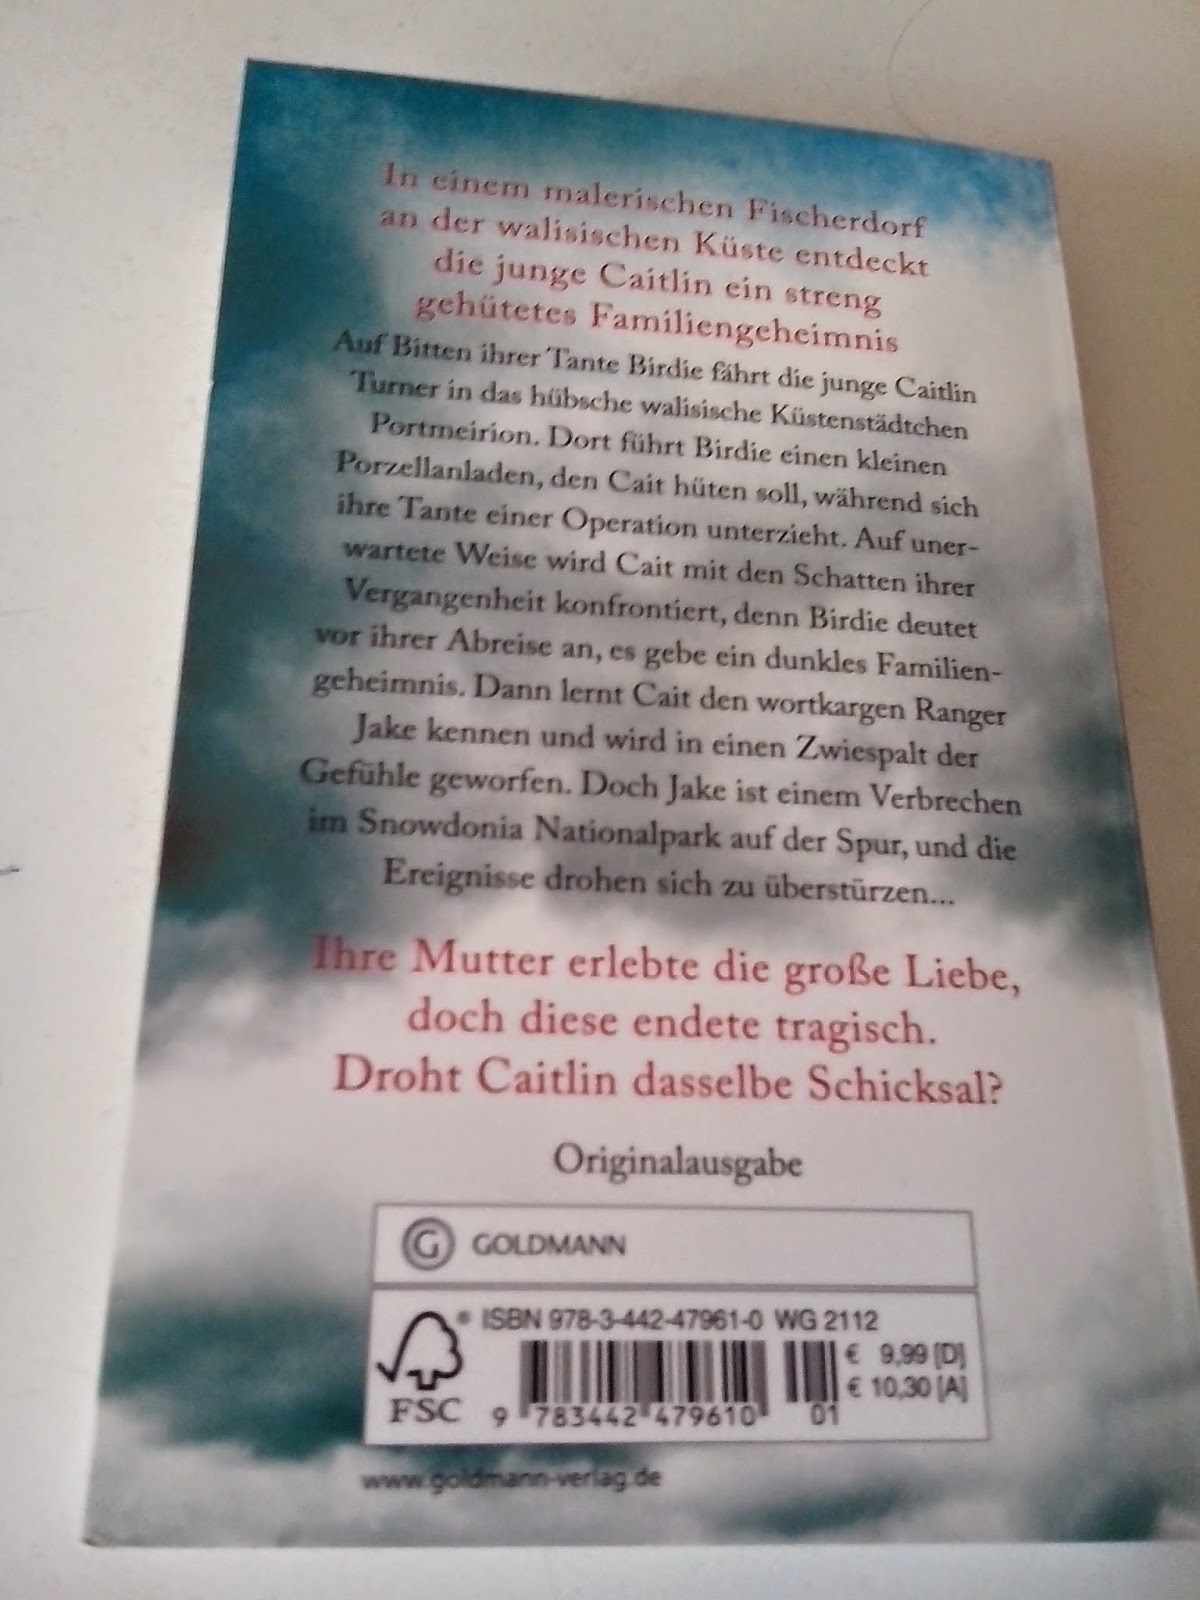 In einem malerischen Fischerdorf
an der walisischen Küste entdeckt
die junge Caitlin ein streng
gehütetes Familiengeheimnis
Auf Bitten ihrer Tante Birdie fährt die junge Caitlin
Turner in das hübsche walisische Küstenstädtchen
Portmeirion. Dort führt Birdie einen kleinen
Porzellanladen, den Cait hüten soll, während sich
ihre Tante einer Operation unterzieht. Auf uner-
wartete Weise wird Cait mit den Schatten ihrer
Vergangenheit konfrontiert, denn Birdie deutet
vor ihrer Abreise an, es gebe ein dunkles Familien-
geheimnis. Dann lernt Cait den wortkargen Ranger
Jake kennen und wird in einen Zwiespalt der
Gefühle geworfen. Doch Jake ist einem Verbrechen
im Snowdonia Nationalpark auf der Spur, und die
Ereignisse drohen sich zu überstürzen...
Ihre Mutter erlebte die große Liebe,
doch diese endete tragisch.
Droht Caitlin dasselbe Schicksal?
Originalausgabe
G GOLDMANN
® ISBN 978-3-442-47961-0 WG 2112
€ 9,99 [D]
€ 10,30 [A]
FSC 9 783442 479610 01
www.goldmann-verlag.de